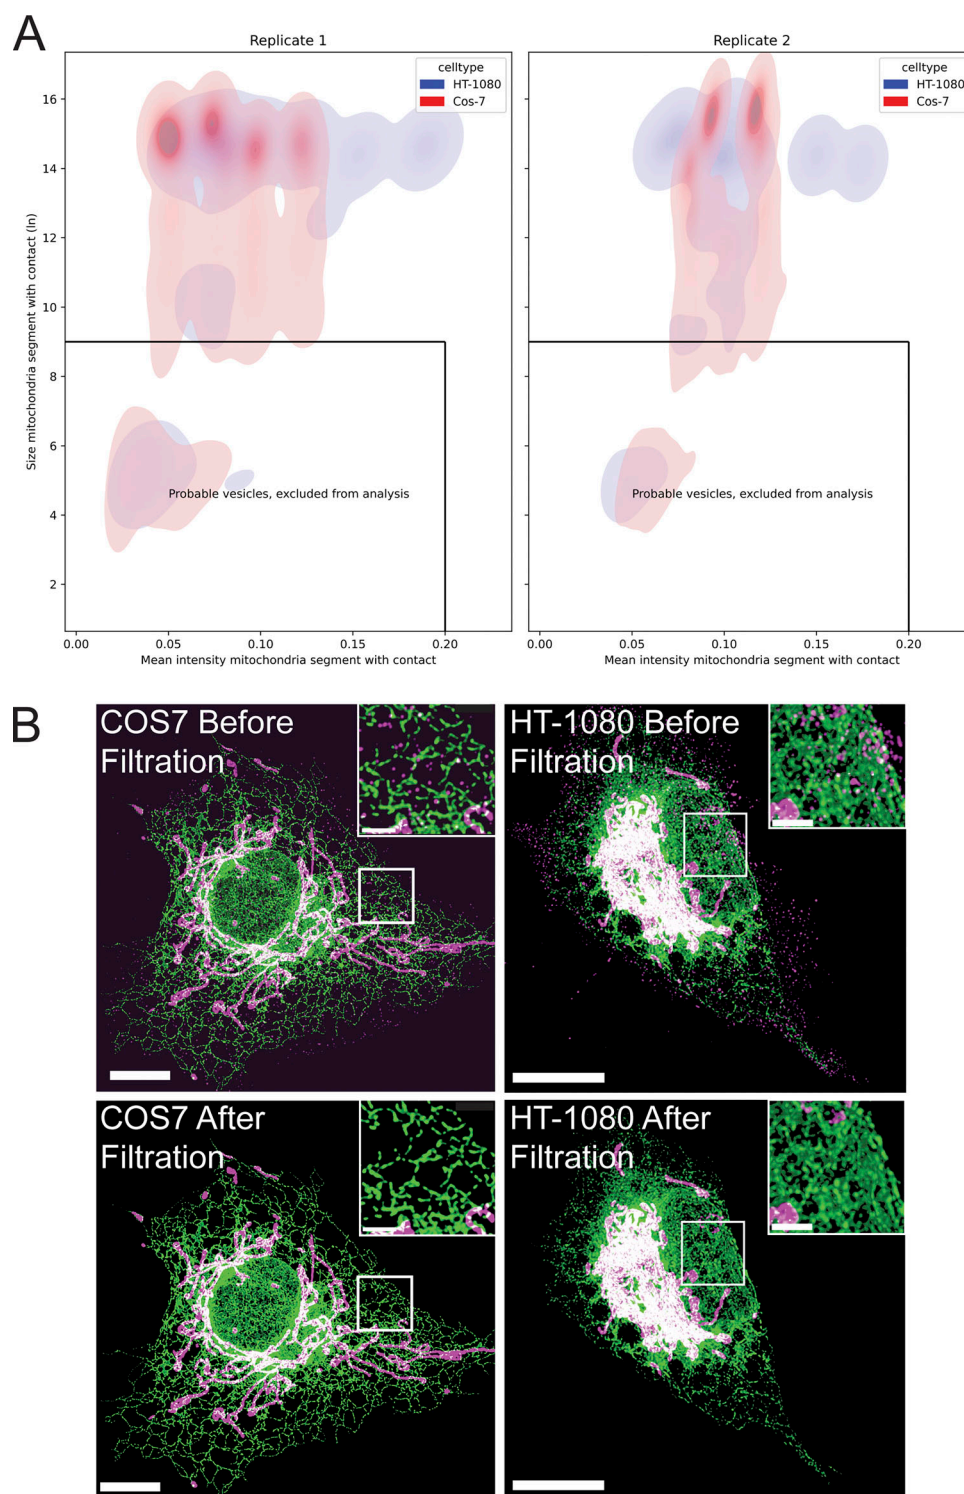 A
Replicate 1
Replicate 2
celltype
HT-1080
Cos-7
celltype
HT-1080
Cos-7
Size mitochondria segment with contact (ln)
16
14
12
10
8
6
4
2
Probable vesicles, excluded from analysis
Probable vesicles, excluded from analysis
0.00
0.05
0.10
0.15
0.20
0.00
0.05
0.10
0.15
0.20
Mean intensity mitochondria segment with contact
Mean intensity mitochondria segment with contact
B
COS7 Before
Filtration
HT-1080 Before
Filtration
COS7 After
Filtration
HT-1080 After
Filtration